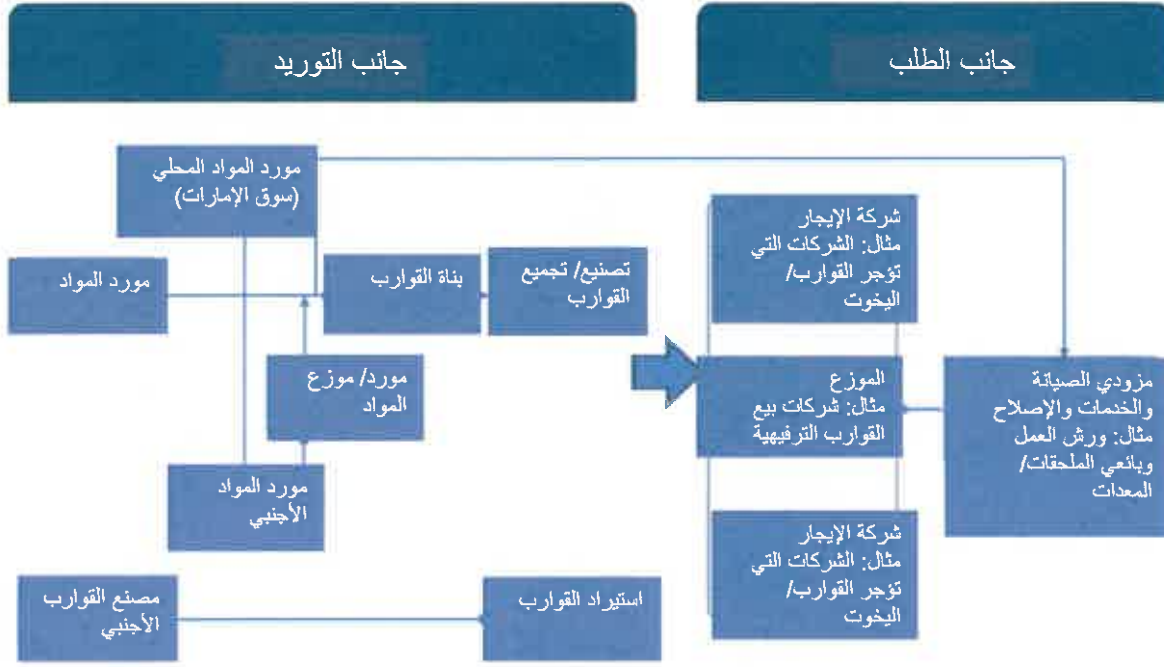 جانب التوريد
جانب الطلب
مورد المواد المحلي
(سوق الإمارات)
مورد المواد
بناة القوارب
تصنيع/ تجميع
القوارب
مورد/ موزع
المواد
مورد المواد
الأجنبي
مصنع القوارب
الأجنبي
استيراد القوارب
شركة الإيجار
مثال: الشركات التي
تؤجر القوارب/
اليخوت
الموزع
مثال: شركات بيع
القوارب الترفيهية
شركة الإيجار
مثال: الشركات التي
تؤجر القوارب/
اليخوت
مزودي الصيانة
والخدمات والإصلاح
مثال: ورش العمل
وبائعي الملحقات/
المعدات